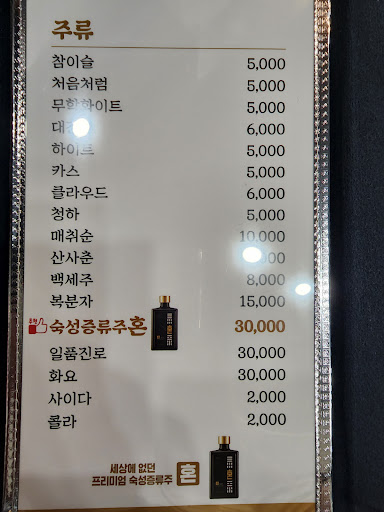 주류
참이슬 5,000
처음처럼 5,000
무학화이트 5,000
6,000
하이트 5,000
카스 5,000
클라우드 6,000
청하 5,000
매취순 10,000
산사춘
백세주 8,000
복분자 15,000
추천 숙성증류주혼 30,000
일품진로 30,000
화요 30,000
사이다 2,000
콜라 2,000
세상에 없던
프리미엄 숙성증류주 혼